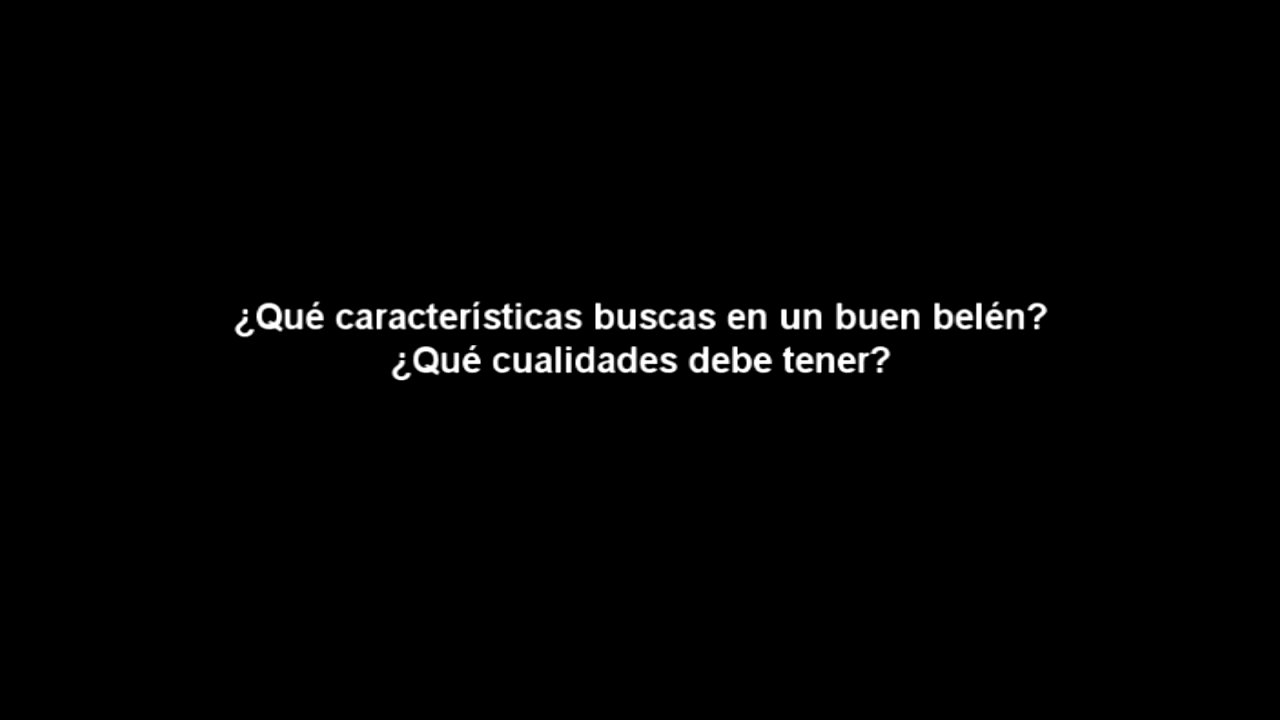 ¿Qué características buscas en un buen belén?
¿Qué cualidades debe tener?